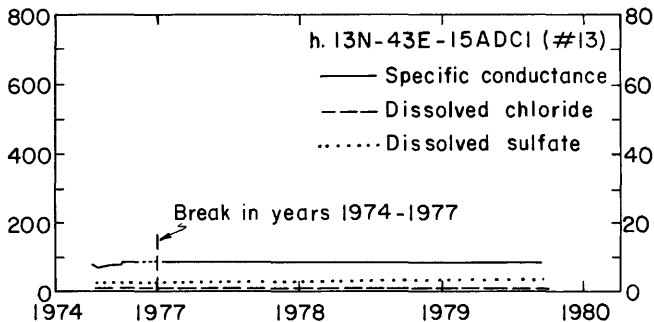 800
600
400
200
0
80
60
40
20
0
h. 13N-43E-15ADC1 (#13)
Specific conductance
Dissolved chloride
Dissolved sulfate
Break in years 1974-1977
1974 1977 1978 1979 1980